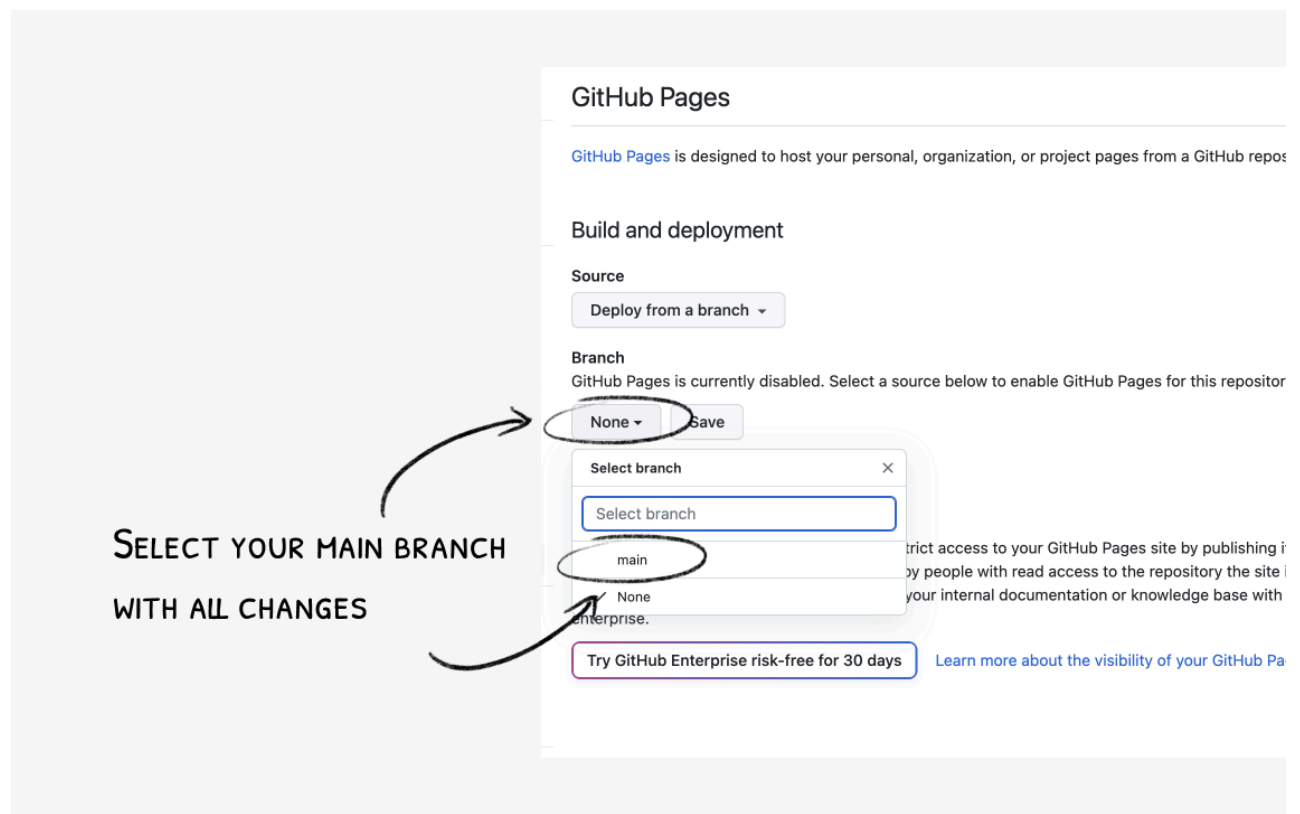 GitHub Pages
GitHub Pages is designed to host your personal, organization, or project pages from a GitHub repos
Build and deployment
Source
Deploy from a branch
Branch
GitHub Pages is currently disabled. Select a source below to enable GitHub Pages for this repositor
None
Save
Select branch
Select branch
SELECT YOUR MAIN BRANCH
WITH ALL CHANGES
main
None
trict access to your GitHub Pages site by publishing i
by people with read access to the repository the site i
your internal documentation or knowledge base with
enterprise.
Try GitHub Enterprise risk-free for 30 days
Learn more about the visibility of your GitHub Pa